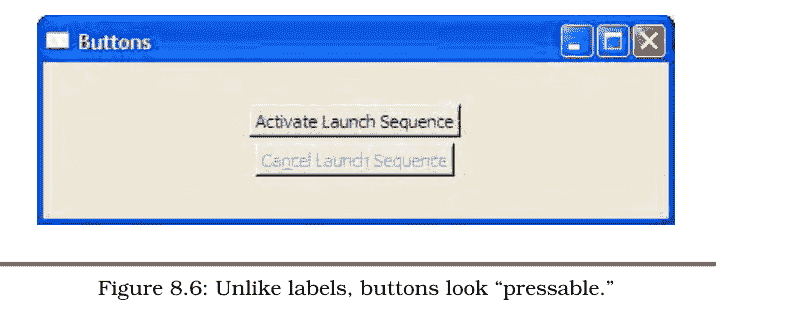 Buttons
Activate Launch Sequence
Cancel Launch Sequence
Figure 8.6: Unlike labels, buttons look “pressable.”